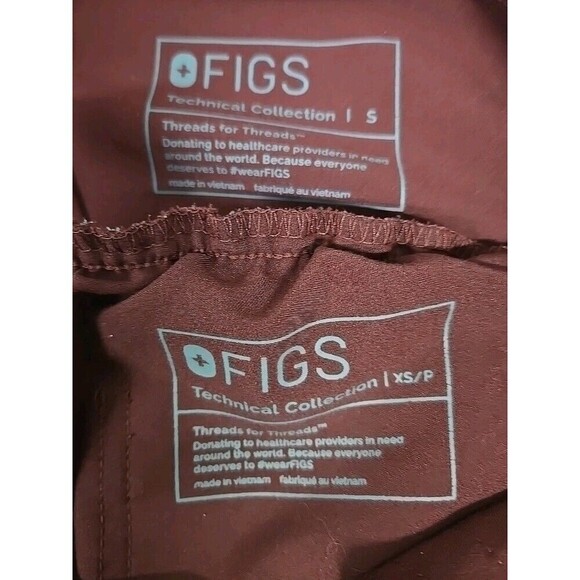 FIGS
Technical Collection | S
Threads for Threads™
Donating to healthcare providers in need
around the world. Because everyone
deserves to #wearFIGS
made in vietnam fabriqué au vietnam
FIGS
Technical Collection | XS/P
Threads for Threads™
Donating to healthcare providers in need
around the world. Because everyone
deserves to #wearFIGS
made in vietnam fabriqué au vietnam